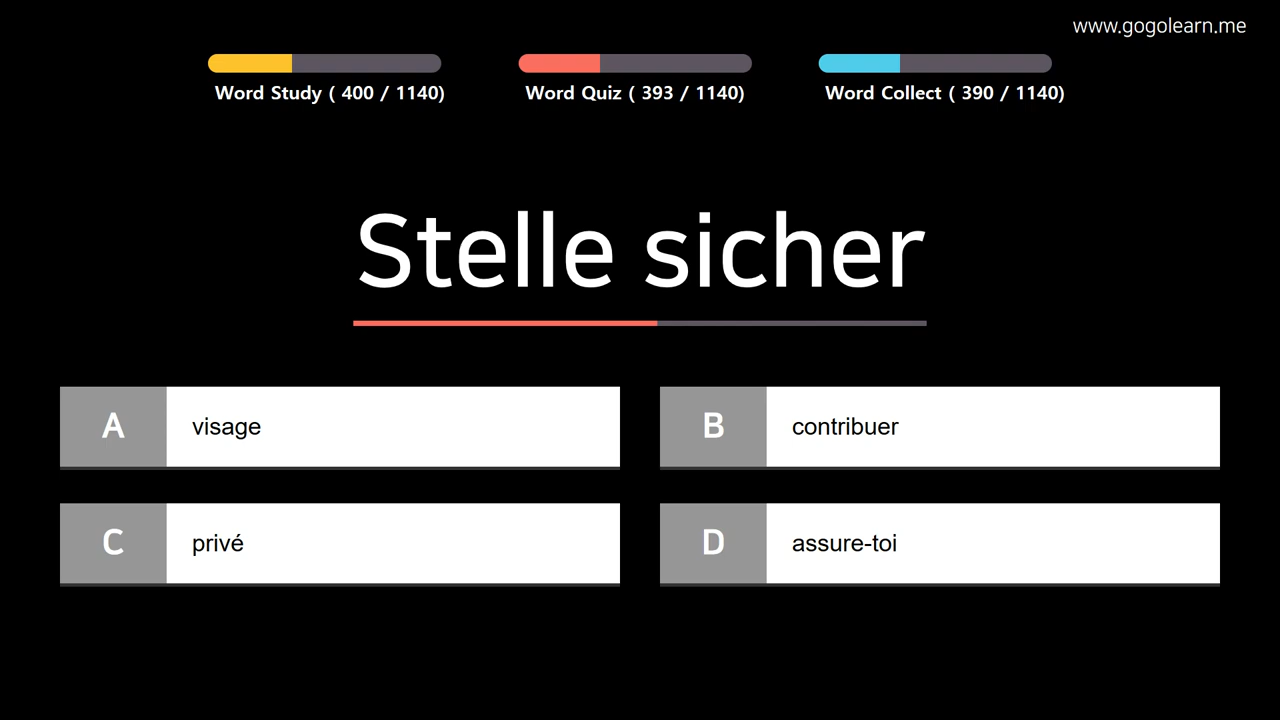 www.gogolearn.me
Word Study ( 400 / 1140)
Word Quiz ( 393 / 1140)
Word Collect ( 390 / 1140)
Stelle sicher
A visage
B contribuer
C privé
D assure-toi